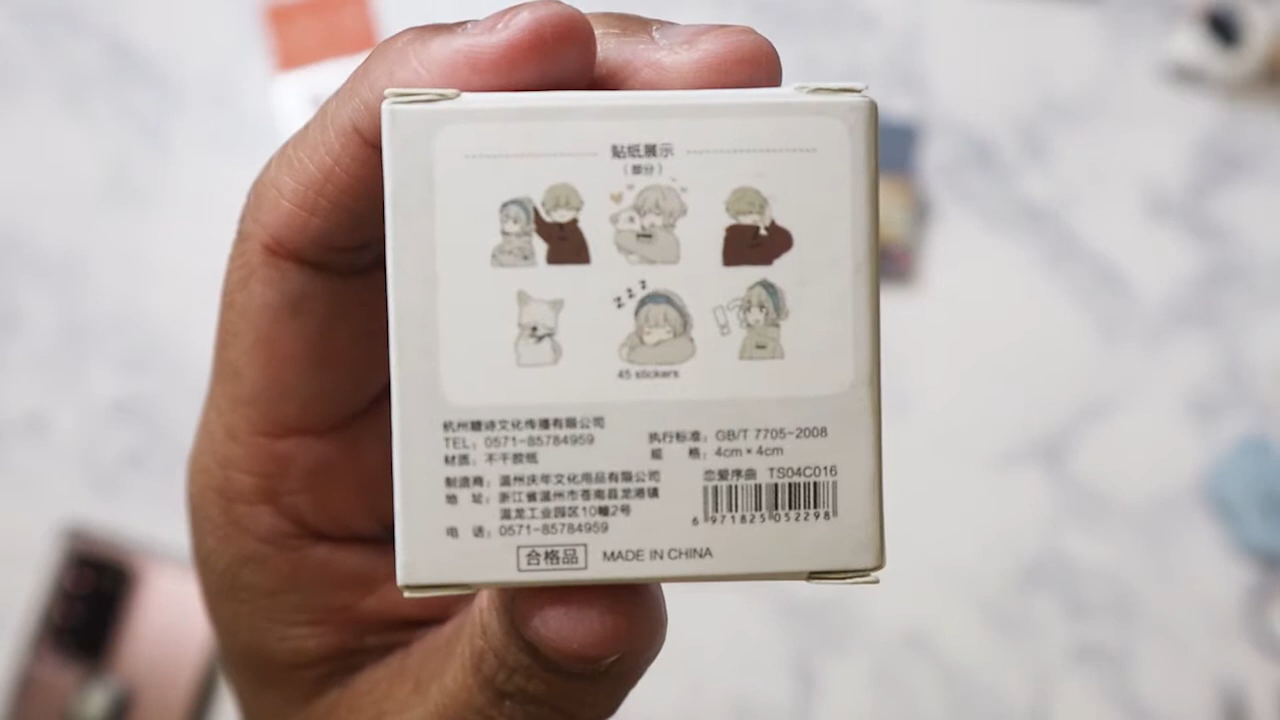 贴纸展示
（部分）
z z z
!?
45 stickers
杭州糖诗文化传播有限公司
TEL：0571-85784959
材质：不干胶纸
执行标准：GB/T 7705-2008
规 格：4cm×4cm
制造商：温州庆年文化用品有限公司
地 址：浙江省温州市苍南县龙港镇
温龙工业园区10幢2号
电 话：0571-85784959
恋爱序曲 TS04C016
6 971825 052298
合格品 MADE IN CHINA